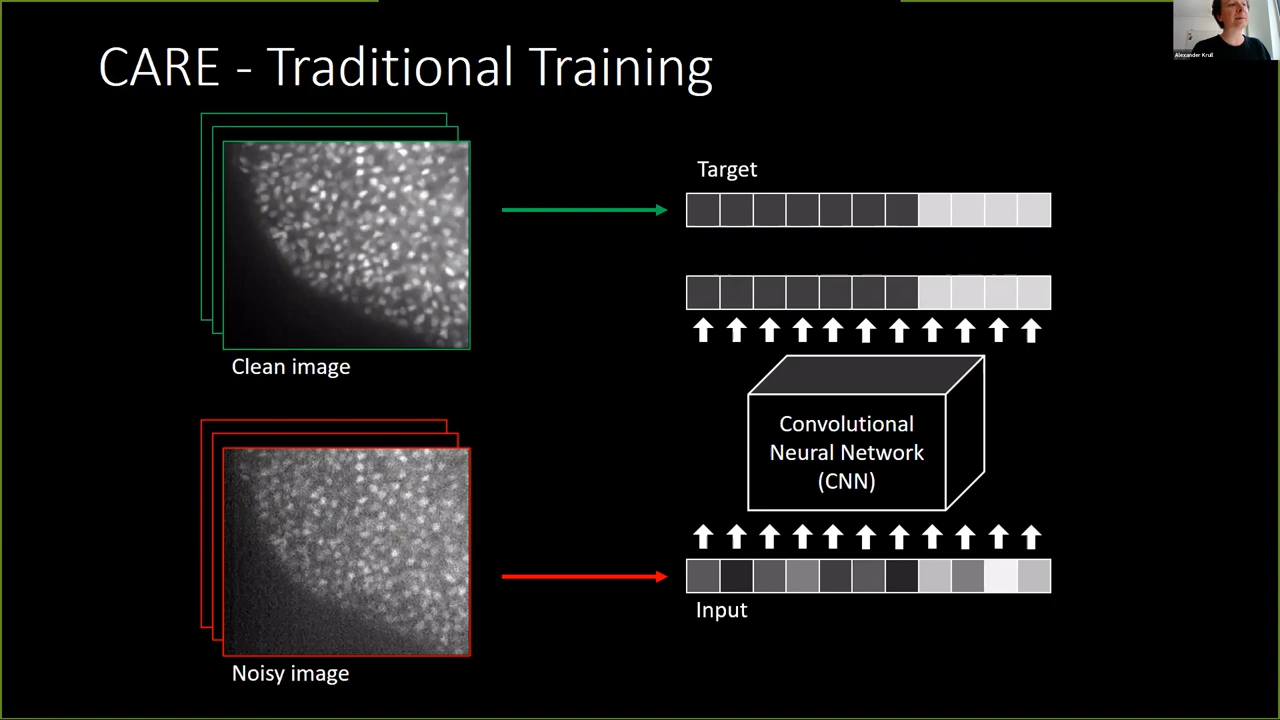 CARE - Traditional Training
Alexander Krull
Target
Clean image
Convolutional
Neural Network
(CNN)
Input
Noisy image